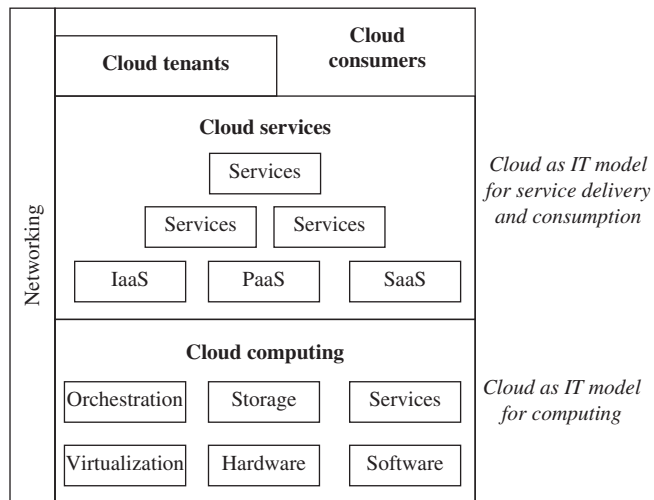 Cloud tenants
Cloud
consumers
Cloud services
Services
Services
Services
IaaS
PaaS
SaaS
Cloud as IT model
for service delivery
and consumption
Networking
Cloud computing
Orchestration
Storage
Services
Virtualization
Hardware
Software
Cloud as IT model
for computing